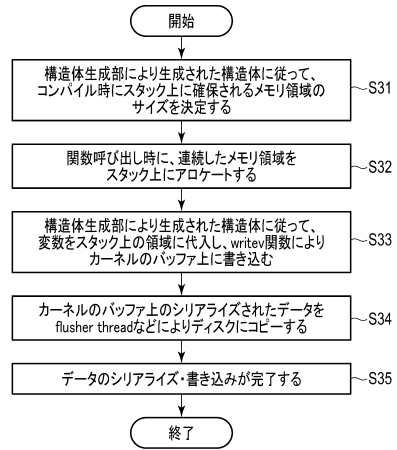 開始
構造体生成部により生成された構造体に従って、
コンパイル時にスタック上に確保されるメモリ領域の
サイズを決定する
S31
関数呼び出し時に、連続したメモリ領域を
スタック上にアロケートする
S32
構造体生成部により生成された構造体に従って、
変数をスタック上の領域に代入し、writev関数により
カーネルのバッファ上に書き込む
S33
カーネルのバッファ上のシリアライズされたデータを
flusher threadなどによりディスクにコピーする
S34
データのシリアライズ・書き込みが完了する
S35
終了